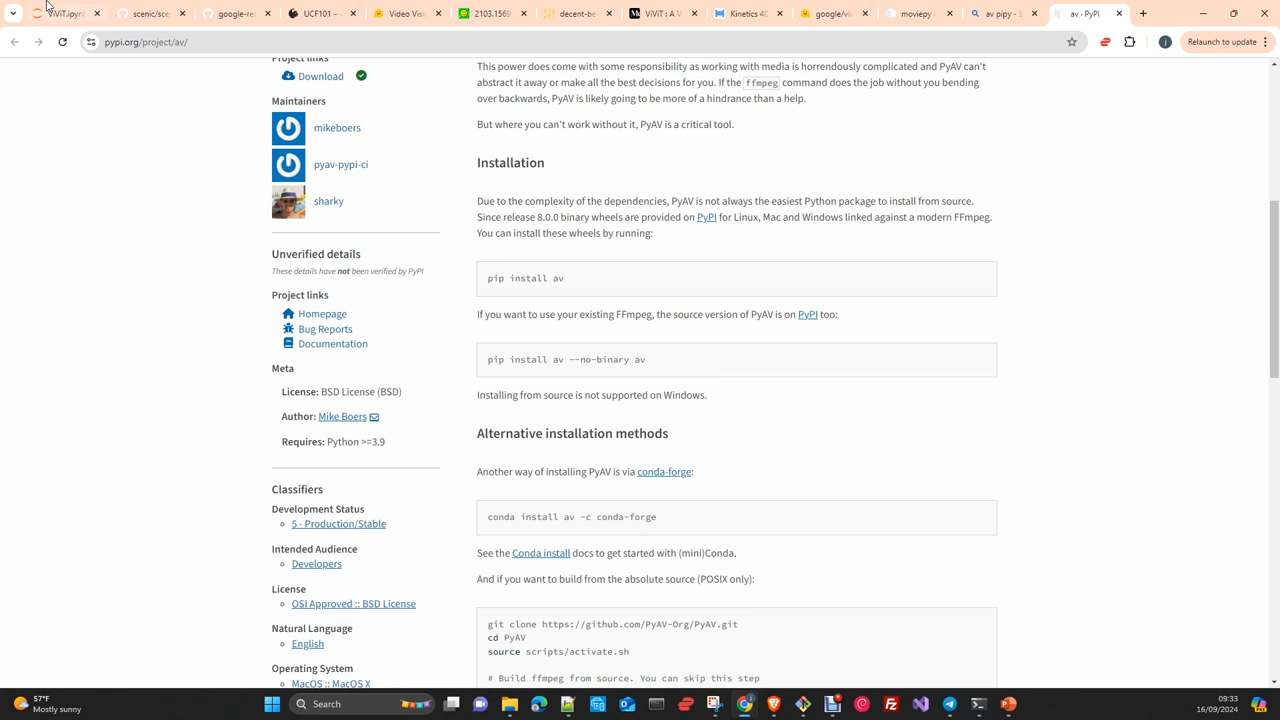 ViViT.ipynb
scenic/scen
google-res
UCF101 –
Video Visi
2103.1569
decent-be
ViViT : A V
Kinetics 40
google/viv
moviepy
av pipy - S
av · PyPI
pypi.org/project/av/
Relaunch to update
Project links
Download
Maintainers
mikeboers
pyav-pypi-ci
sharky
Unverified details
These details have not been verified by PyPI
Project links
Homepage
Bug Reports
Documentation
Meta
License: BSD License (BSD)
Author: Mike Boers
Requires: Python >=3.9
Classifiers
Development Status
5 - Production/Stable
Intended Audience
Developers
License
OSI Approved :: BSD License
Natural Language
English
Operating System
MacOS :: MacOS X
This power does come with some responsibility as working with media is horrendously complicated and PyAV can't
abstract it away or make all the best decisions for you. If the ffmpeg command does the job without you bending
over backwards, PyAV is likely going to be more of a hindrance than a help.
But where you can't work without it, PyAV is a critical tool.
Installation
Due to the complexity of the dependencies, PyAV is not always the easiest Python package to install from source.
Since release 8.0.0 binary wheels are provided on PyPI for Linux, Mac and Windows linked against a modern FFmpeg.
You can install these wheels by running:
pip install av
If you want to use your existing FFmpeg, the source version of PyAV is on PyPI too:
pip install av --no-binary av
Installing from source is not supported on Windows.
Alternative installation methods
Another way of installing PyAV is via conda-forge:
conda install av -c conda-forge
See the Conda install docs to get started with (mini)Conda.
And if you want to build from the absolute source (POSIX only):
git clone https://github.com/PyAV-Org/PyAV.git
cd PyAV
source scripts/activate.sh
# Build ffmpeg from source. You can skip this step
57°F
Mostly sunny
Search
09:33
16/09/2024